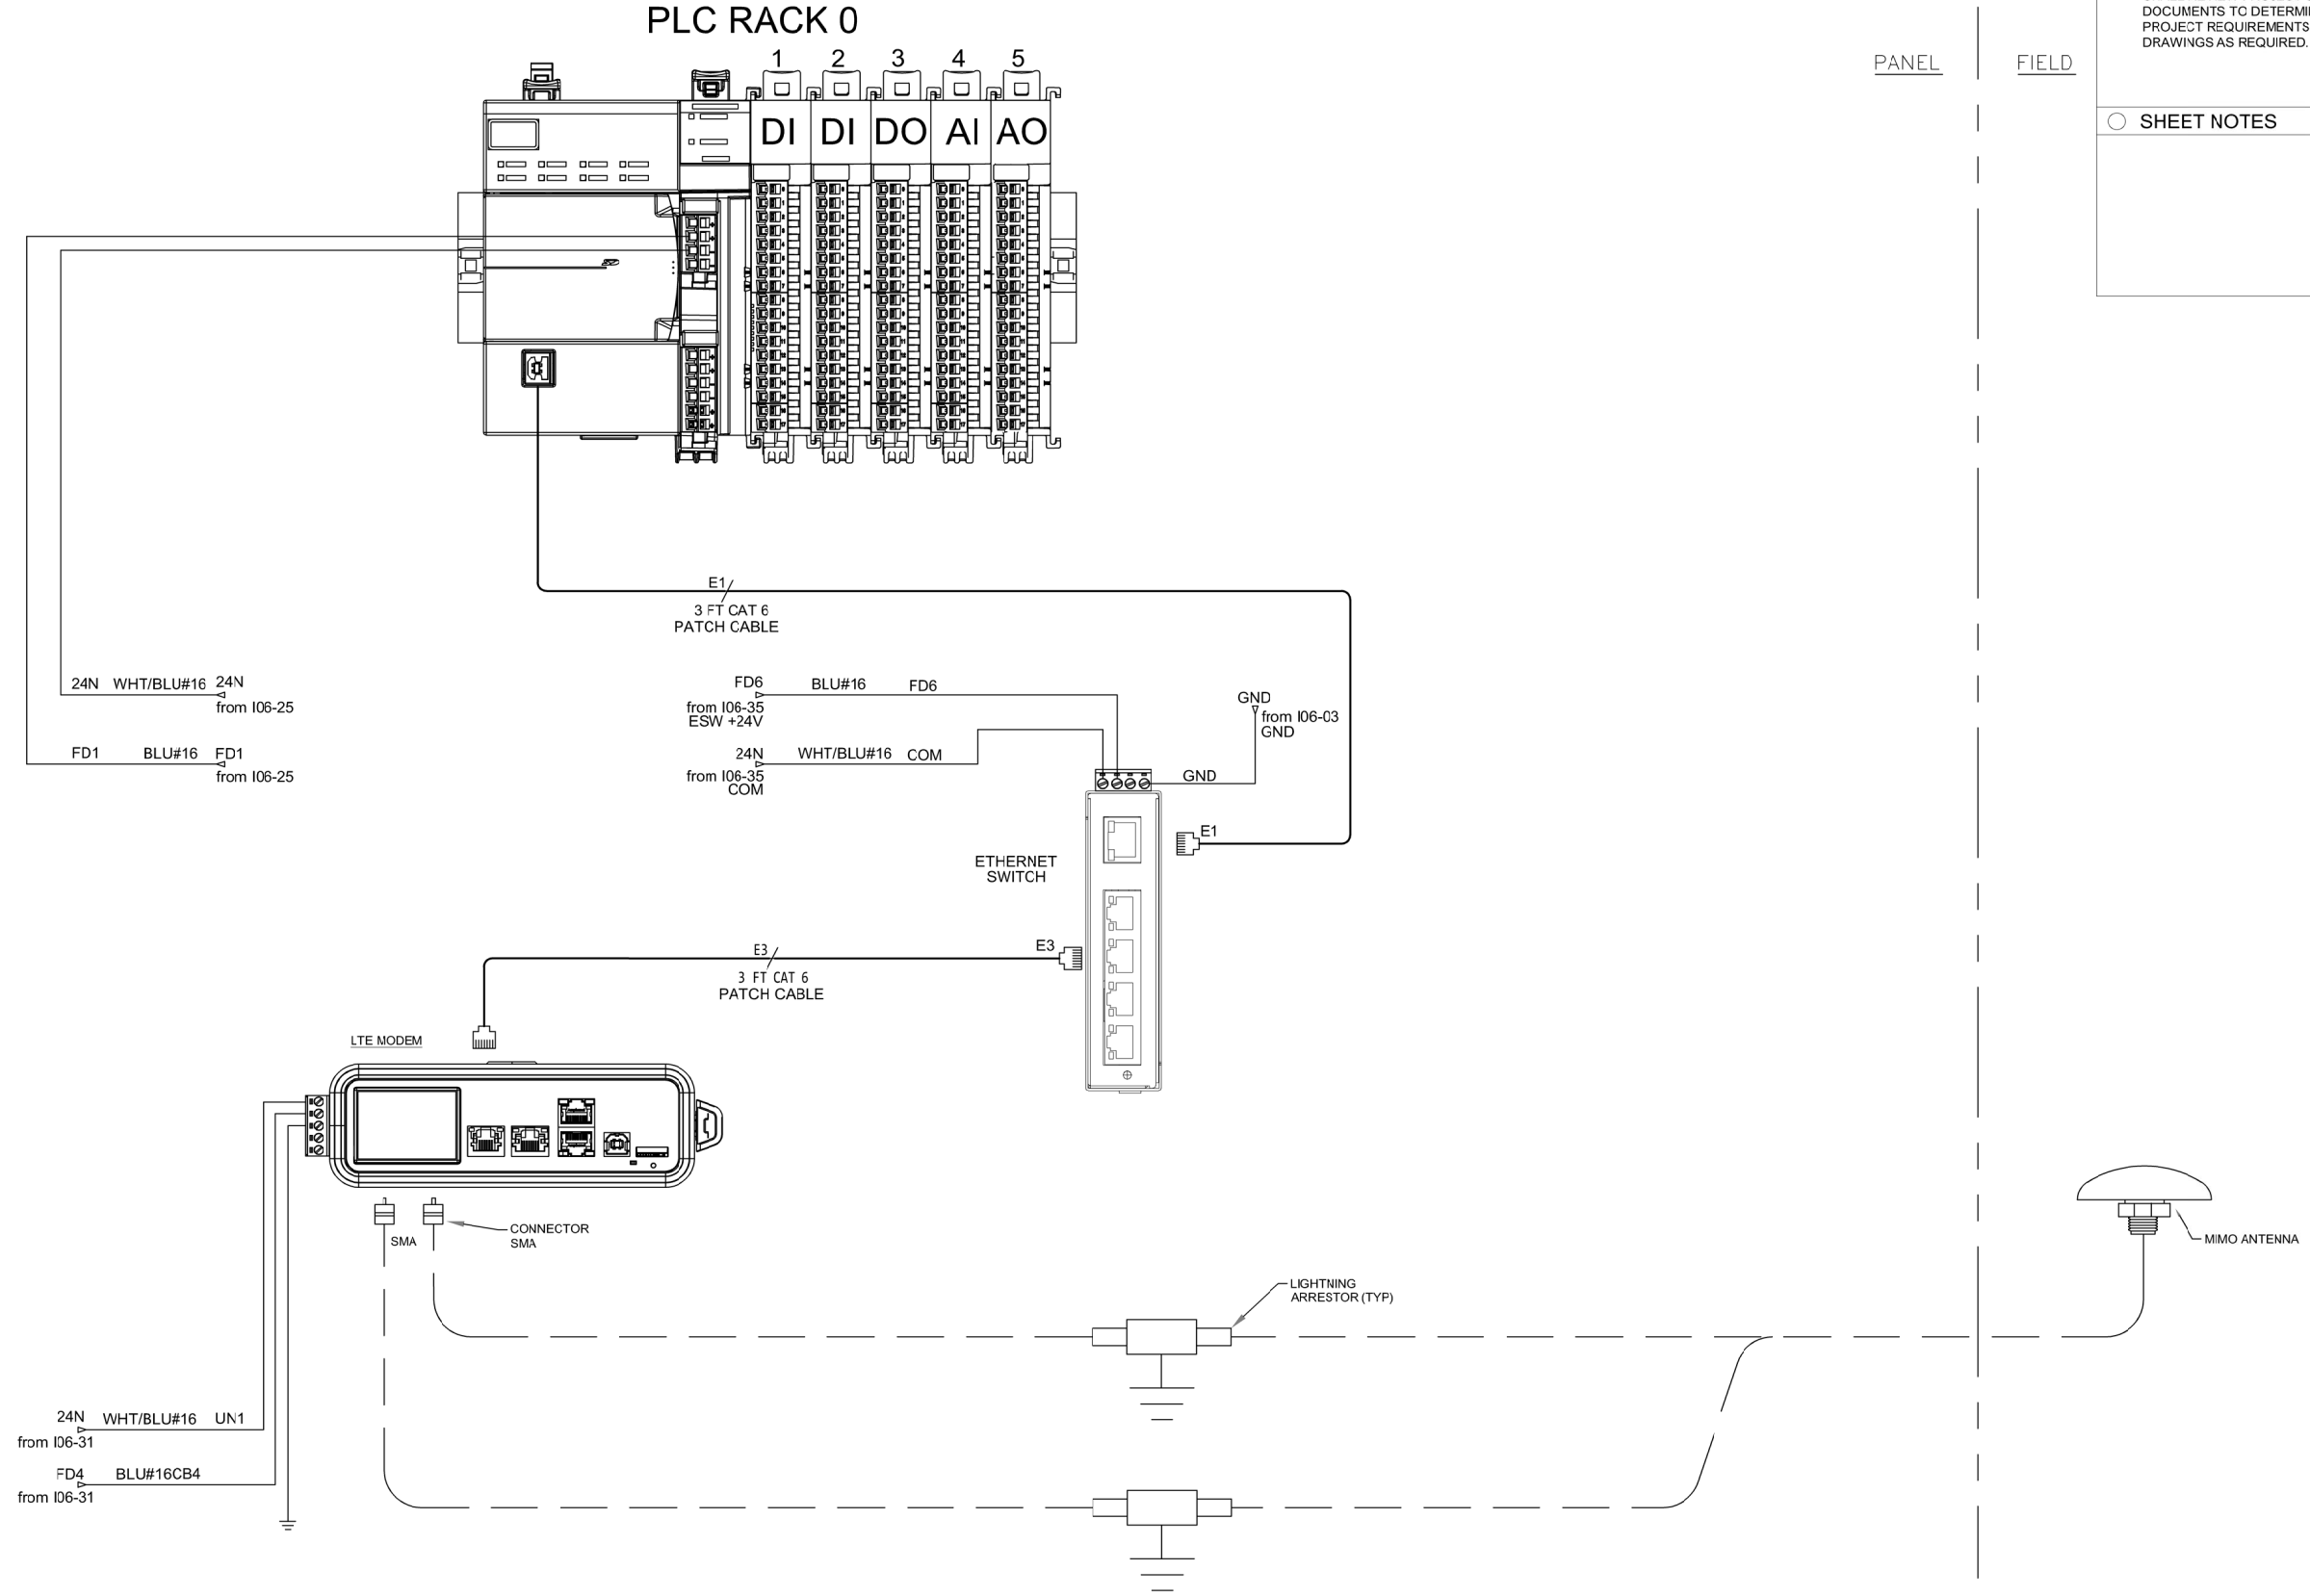 PLC RACK 0
1 2 3 4 5
DI DI DO AI AO
PANEL
FIELD
DOCUMENTS TO DETERMI
PROJECT REQUIREMENTS
DRAWINGS AS REQUIRED.
SHEET NOTES
E1
3 FT CAT 6
PATCH CABLE
24N WHT/BLU#16 24N
from I06-25
FD1 BLU#16 FD1
from I06-25
FD6 BLU#16 FD6
from I06-35
ESW +24V
24N WHT/BLU#16 COM
from I06-35
COM
GND
from I06-03
GND
GND
E1
ETHERNET
SWITCH
E3
3 FT CAT 6
PATCH CABLE
E3
LTE MODEM
SMA
CONNECTOR
SMA
MIMO ANTENNA
LIGHTNING
ARRESTOR (TYP)
24N WHT/BLU#16 UN1
from I06-31
FD4 BLU#16CB4
from I06-31